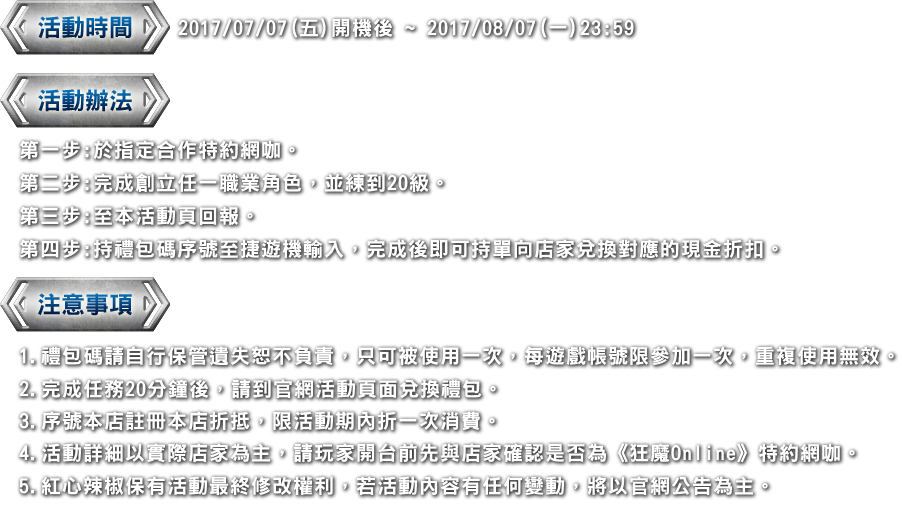 活動時間 2017/07/07(五)開機後 ~ 2017/08/07(一)23:59
活動辦法
第一步:於指定合作特約網咖。
第二步:完成創立任一職業角色，並練到20級。
第三步:至本活動頁回報。
第四步:持禮包碼序號至捷遊機輸入，完成後即可持單向店家兌換對應的現金折扣。
注意事項
1.禮包碼請自行保管遺失恕不負責，只可被使用一次，每遊戲帳號限參加一次，重複使用無效。
2.完成任務20分鐘後，請到官網活動頁面兌換禮包。
3.序號本店註冊本店折抵，限活動期內折一次消費。
4.活動詳細以實際店家為主，請玩家開台前先與店家確認是否為《狂魔Online》特約網咖。
5.紅心辣椒保有活動最終修改權利，若活動內容有任何變動，將以官網公告為主。